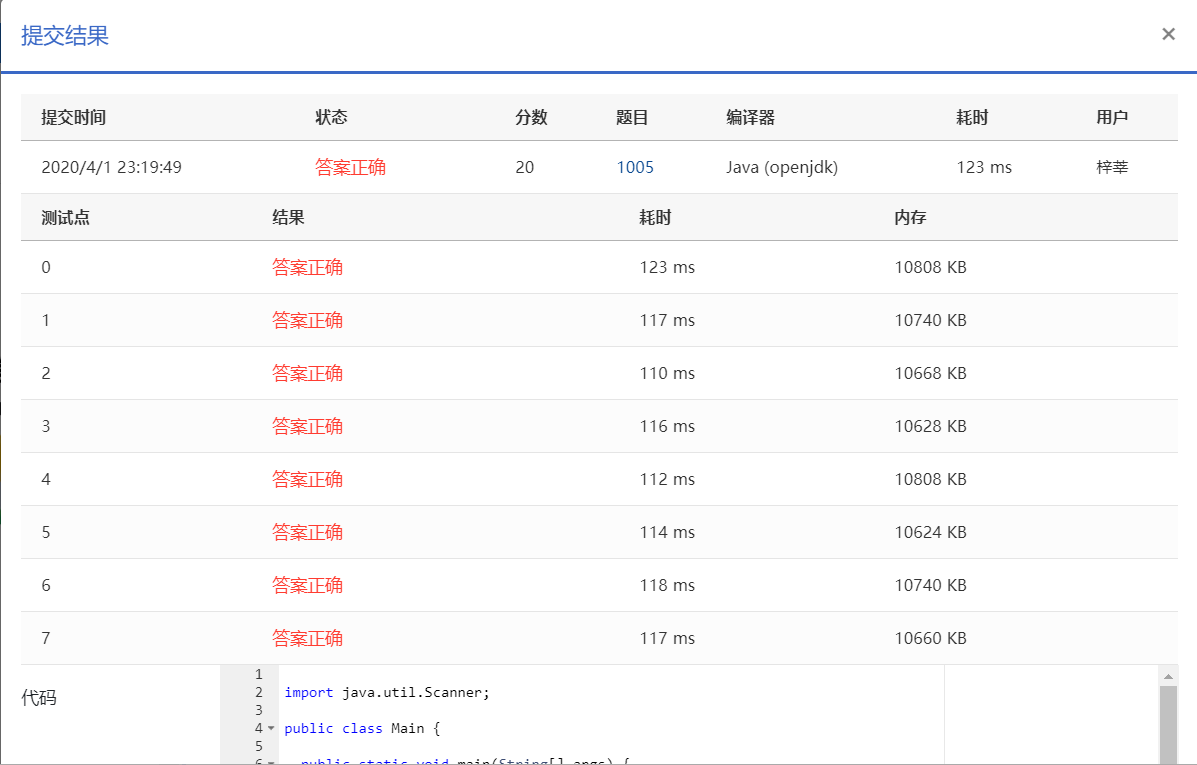 提交结果 ×
提交时间 状态 分数 题目 编译器 耗时 用户
2020/4/1 23:19:49 答案正确 20 1005 Java (openjdk) 123 ms 梓莘
测试点 结果 耗时 内存
0 答案正确 123 ms 10808 KB
1 答案正确 117 ms 10740 KB
2 答案正确 110 ms 10668 KB
3 答案正确 116 ms 10628 KB
4 答案正确 112 ms 10808 KB
5 答案正确 114 ms 10624 KB
6 答案正确 118 ms 10740 KB
7 答案正确 117 ms 10660 KB
代码
1
2 import java.util.Scanner;
3
4 public class Main {
5
6 public static void main(String[] args) {